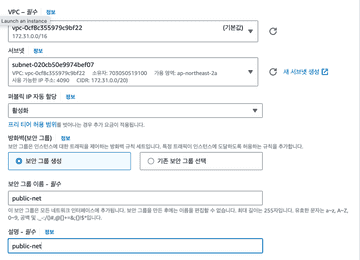 VPC – 필수 정보
Launch an instance
vpc-0cf8c355979c9bf22 (기본값)
172.31.0.0/16
서브넷 정보
subnet-020cb50e9974bef07
VPC: vpc-0cf8c355979c9bf22 소유자: 703050519100 가용 영역: ap-northeast-2a
사용 가능한 IP 주소: 4090 CIDR: 172.31.0.0/20)
새 서브넷 생성
퍼블릭 IP 자동 할당 정보
활성화
프리 티어 허용 범위를 벗어나는 경우 추가 요금이 적용됩니다.
방화벽(보안 그룹) 정보
보안 그룹은 인스턴스에 대한 트래픽을 제어하는 방화벽 규칙 세트입니다. 특정 트래픽이 인스턴스에 도달하도록 허용하는 규칙을 추가합니다.
보안 그룹 생성
기존 보안 그룹 선택
보안 그룹 이름 - 필수
public-net
이 보안 그룹은 모든 네트워크 인터페이스에 추가됩니다. 보안 그룹을 만든 후에는 이름을 편집할 수 없습니다. 최대 길이는 255자입니다. 유효한 문자는 a~z, A~Z,
0~9, 공백 및
설명 - 필수 정보
public-net